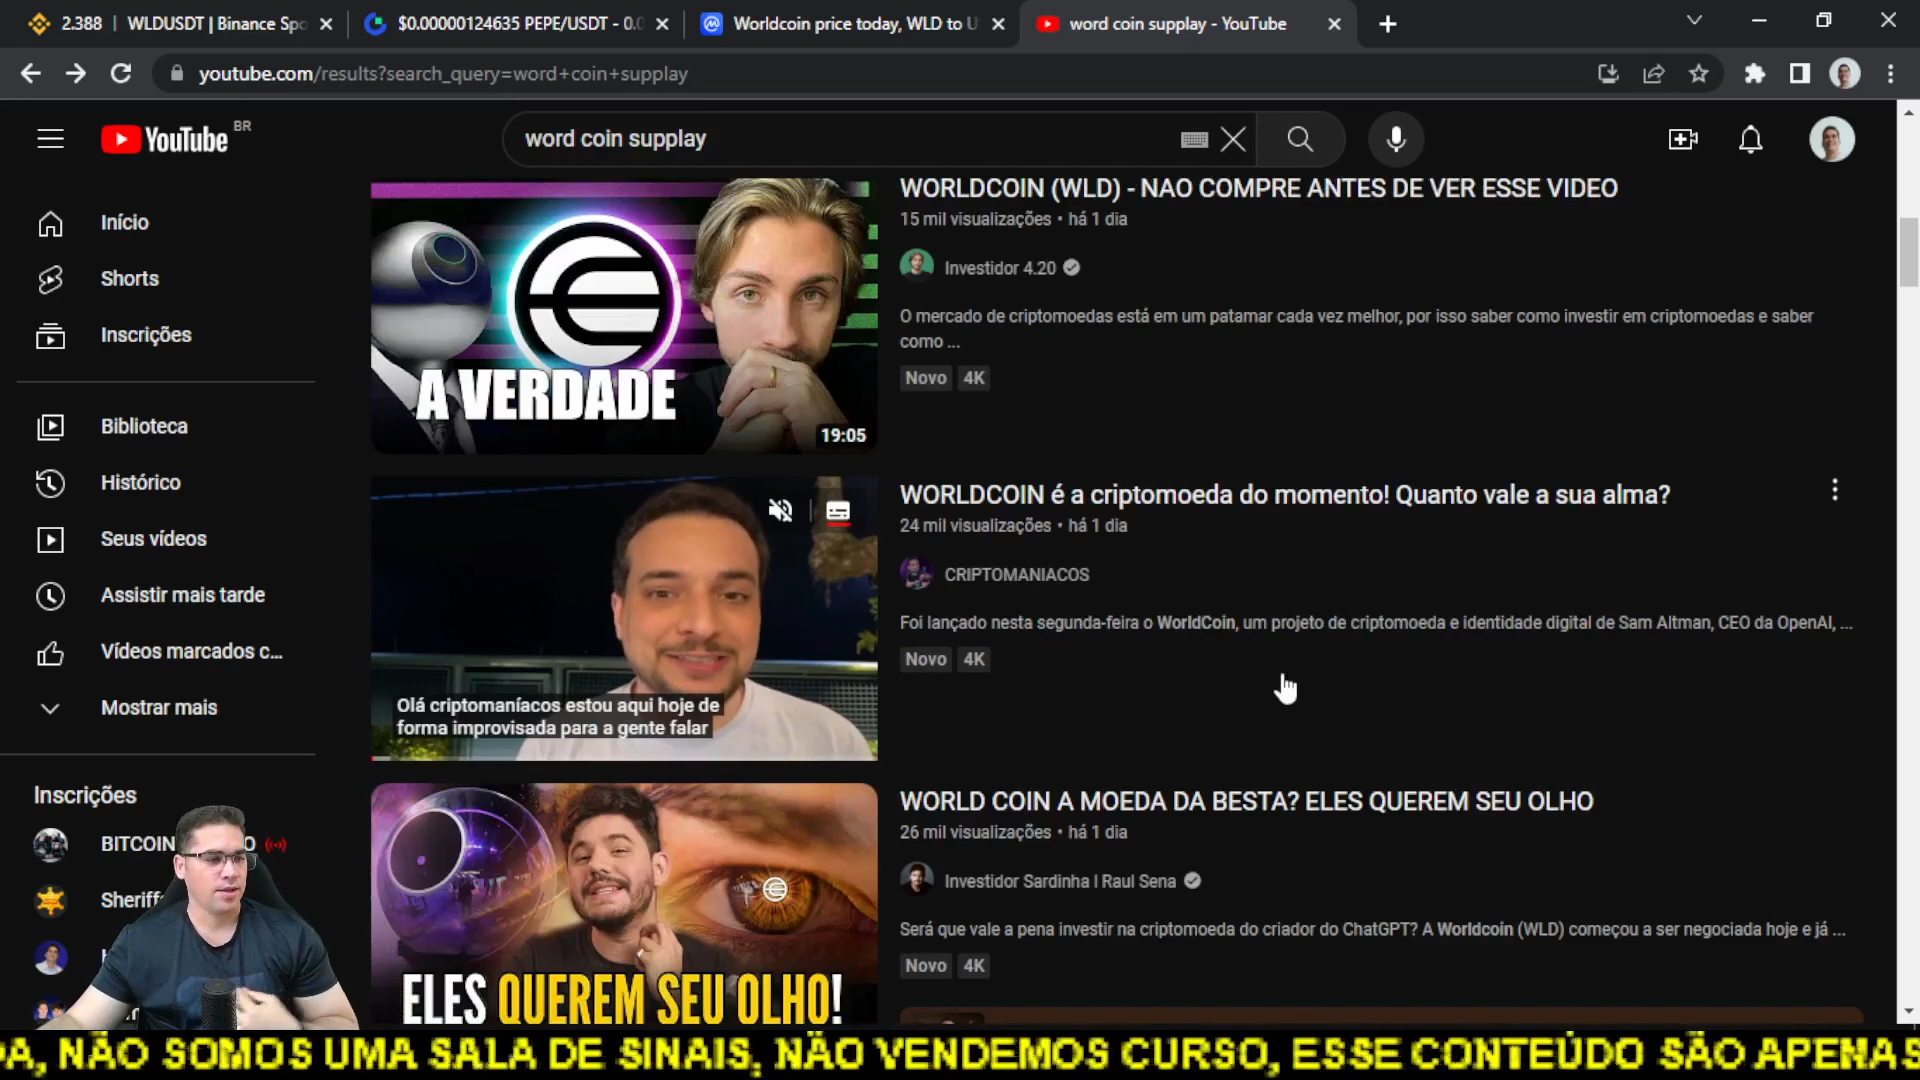 2.388 | WLDUSDT | Binance Spo
$0.00000124635 PEPE/USDT - 0.0
Worldcoin price today, WLD to U
word coin supplay - YouTube
youtube.com/results?search_query=word+coin+supplay
YouTube BR
word coin supplay
Início
Shorts
Inscrições
Biblioteca
Histórico
Seus vídeos
Assistir mais tarde
Vídeos marcados c...
Mostrar mais
Inscrições
BITCOIN
Sheriff
A VERDADE
19:05
WORLDCOIN (WLD) - NAO COMPRE ANTES DE VER ESSE VIDEO
15 mil visualizações • há 1 dia
Investidor 4.20
O mercado de criptomoedas está em um patamar cada vez melhor, por isso saber como investir em criptomoedas e saber
como ...
Novo 4K
Olá criptomaníacos estou aqui hoje de
forma improvisada para a gente falar
WORLDCOIN é a criptomoeda do momento! Quanto vale a sua alma?
24 mil visualizações • há 1 dia
CRIPTOMANIACOS
Foi lançado nesta segunda-feira o WorldCoin, um projeto de criptomoeda e identidade digital de Sam Altman, CEO da OpenAI, ...
Novo 4K
ELES QUEREM SEU OLHO!
WORLD COIN A MOEDA DA BESTA? ELES QUEREM SEU OLHO
26 mil visualizações • há 1 dia
Investidor Sardinha | Raul Sena
Será que vale a pena investir na criptomoeda do criador do ChatGPT? A Worldcoin (WLD) começou a ser negociada hoje e já ...
Novo 4K
DA, NÃO SOMOS UMA SALA DE SINAIS, NÃO VENDEMOS CURSO, ESSE CONTEÚDO SÃO APENAS